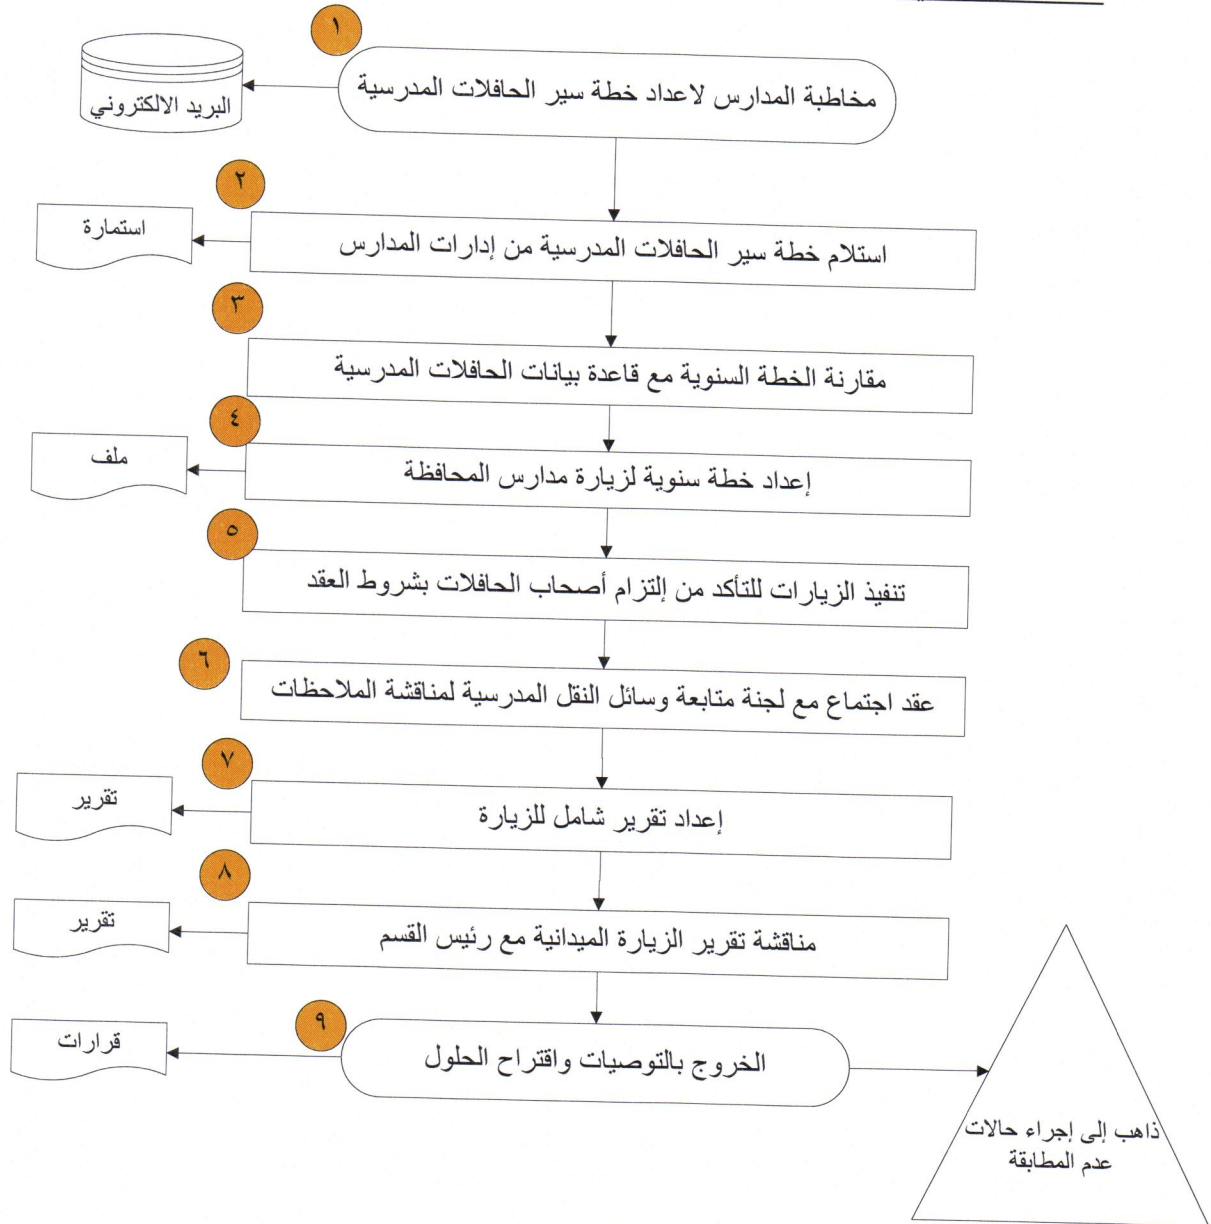 ١
مخاطبة المدارس لاعداد خطة سير الحافلات المدرسية
البريد الالكتروني
٢
استلام خطة سير الحافلات المدرسية من إدارات المدارس
استمارة
٣
مقارنة الخطة السنوية مع قاعدة بيانات الحافلات المدرسية
٤
إعداد خطة سنوية لزيارة مدارس المحافظة
ملف
٥
تنفيذ الزيارات للتأكد من إلتزام أصحاب الحافلات بشروط العقد
٦
عقد اجتماع مع لجنة متابعة وسائل النقل المدرسية لمناقشة الملاحظات
٧
إعداد تقرير شامل للزيارة
تقرير
٨
مناقشة تقرير الزيارة الميدانية مع رئيس القسم
تقرير
٩
الخروج بالتوصيات واقتراح الحلول
قرارات
ذاهب إلى إجراء حالات
عدم المطابقة